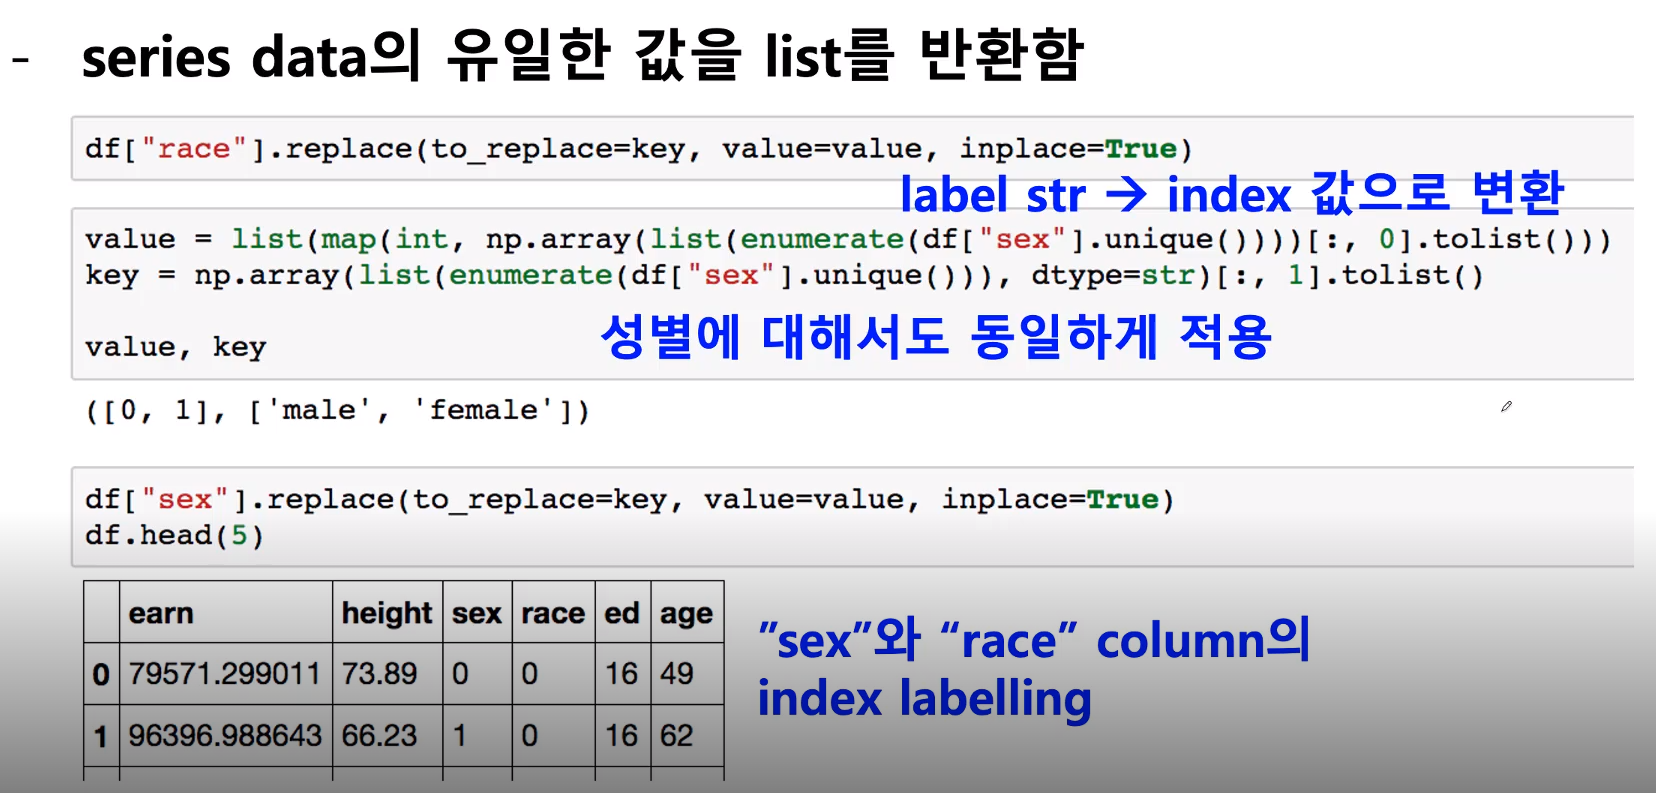 - series data의 유일한 값을 list를 반환함
df["race"].replace(to_replace=key, value=value, inplace=True)
label str → index 값으로 변환
value = list(map(int, np.array(list(enumerate(df["sex"].unique())))[:, 0].tolist()))
key = np.array(list(enumerate(df["sex"].unique())), dtype=str)[:, 1].tolist()
성별에 대해서도 동일하게 적용
value, key
([0, 1], ['male', 'female'])
df["sex"].replace(to_replace=key, value=value, inplace=True)
df.head(5)
earn height sex race ed age
0 79571.299011 73.89 0 0 16 49
1 96396.988643 66.23 1 0 16 62
”sex”와 “race” column의
index labelling